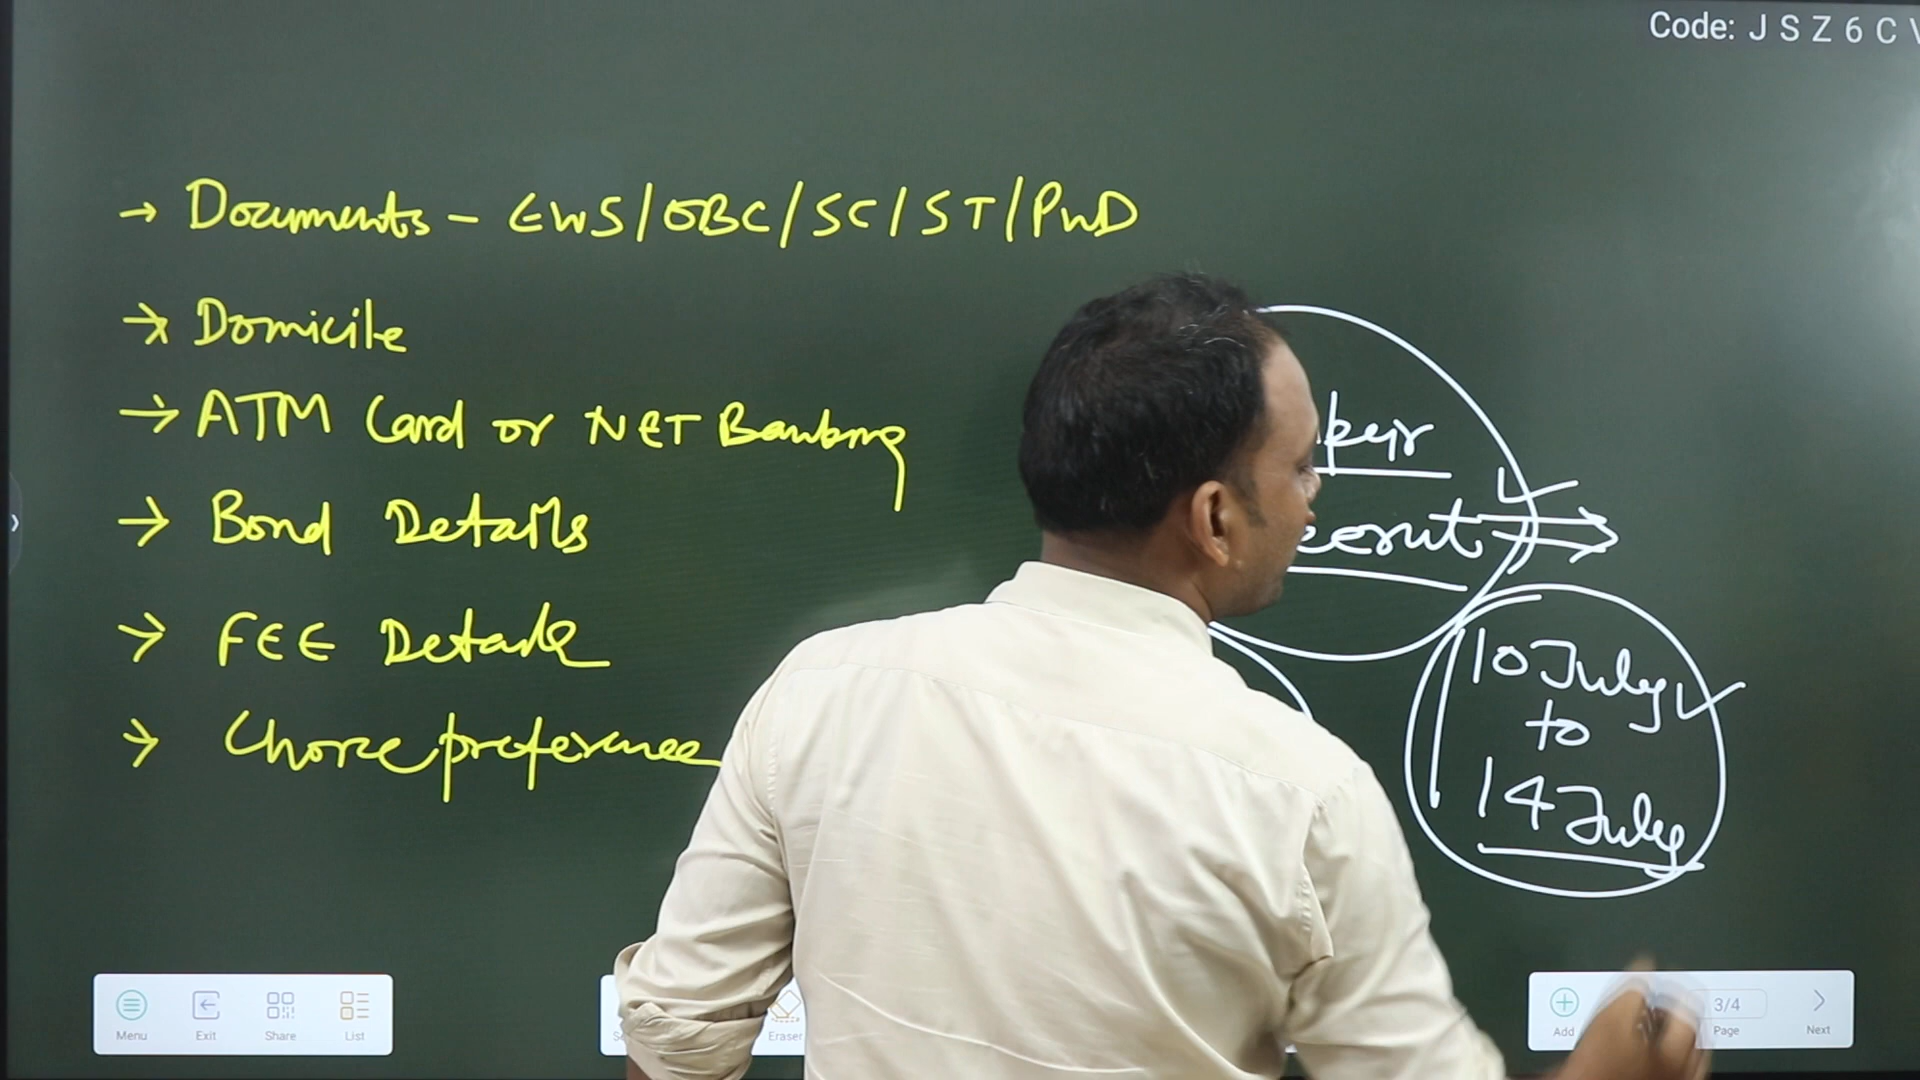 Code: J S Z 6 C
→ Documents - EWS/OBC/SC/ST/PWD
→ Domicile
→ ATM Card or NET Banking
→ Bond Details
→ FEE Details
→ Choice preference
10 July
to
14 July
Menu Exit Share List
Eraser
Add 3/4 Page Next